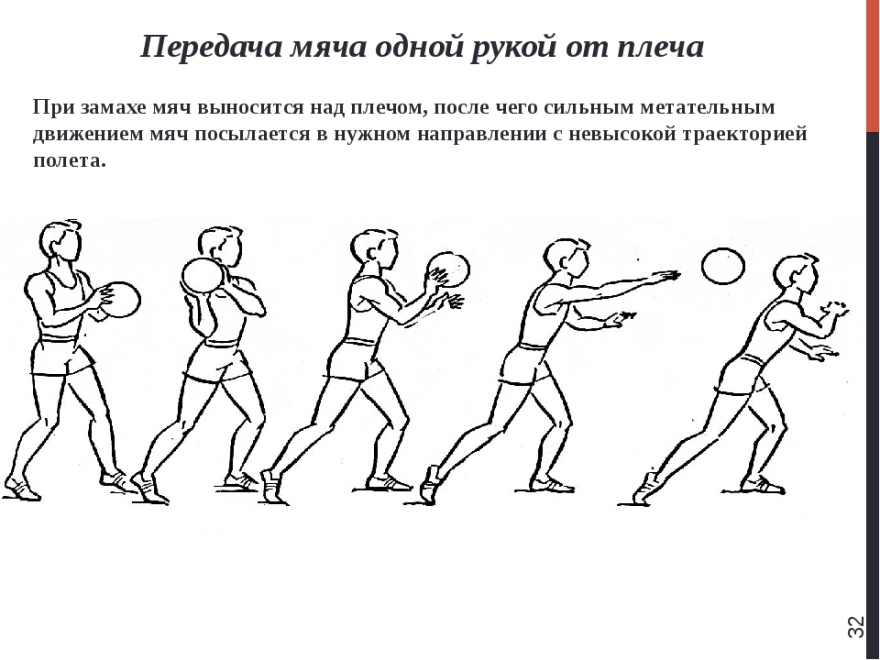 Передача мяча одной рукой от плеча
При замахе мяч выносится над плечом, после чего сильным метательным
движением мяч посылается в нужном направлении с невысокой траекторией
полета.
32